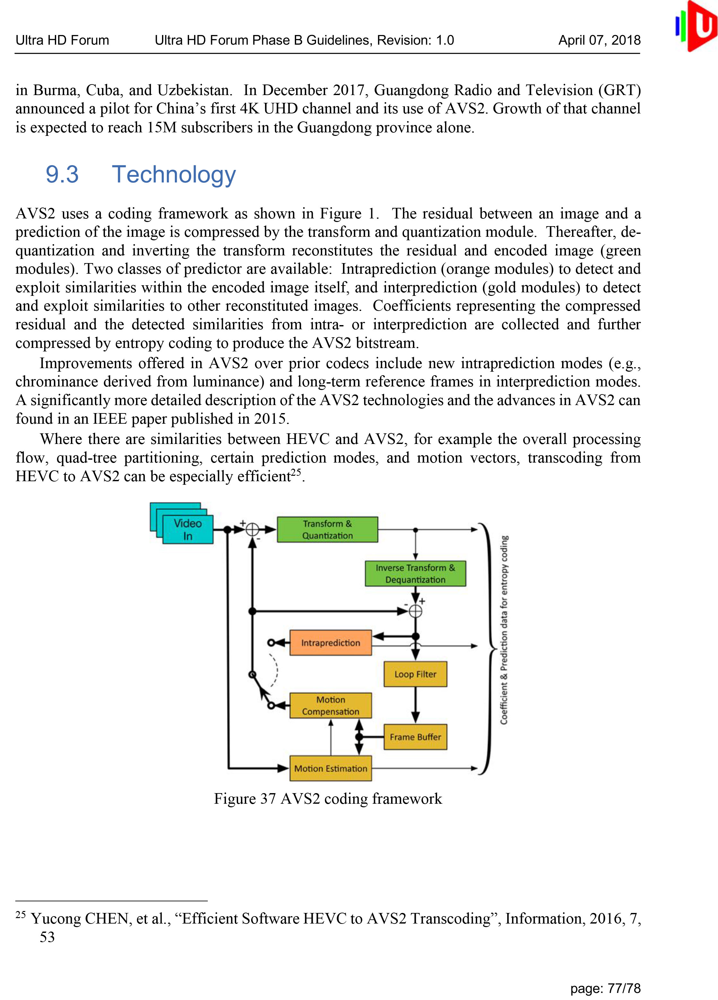 Ultra HD Forum Ultra HD Forum Phase B Guidelines, Revision: 1.0 April 07, 2018
U
in Burma, Cuba, and Uzbekistan. In December 2017, Guangdong Radio and Television (GRT)
announced a pilot for China’s first 4K UHD channel and its use of AVS2. Growth of that channel
is expected to reach 15M subscribers in the Guangdong province alone.
9.3 Technology
AVS2 uses a coding framework as shown in Figure 1. The residual between an image and a
prediction of the image is compressed by the transform and quantization module. Thereafter, de-
quantization and inverting the transform reconstitutes the residual and encoded image (green
modules). Two classes of predictor are available: Intraprediction (orange modules) to detect and
exploit similarities within the encoded image itself, and interprediction (gold modules) to detect
and exploit similarities to other reconstituted images. Coefficients representing the compressed
residual and the detected similarities from intra- or interprediction are collected and further
compressed by entropy coding to produce the AVS2 bitstream.
Improvements offered in AVS2 over prior codecs include new intraprediction modes (e.g.,
chrominance derived from luminance) and long-term reference frames in interprediction modes.
A significantly more detailed description of the AVS2 technologies and the advances in AVS2 can
found in an IEEE paper published in 2015.
Where there are similarities between HEVC and AVS2, for example the overall processing
flow, quad-tree partitioning, certain prediction modes, and motion vectors, transcoding from
HEVC to AVS2 can be especially efficient25.
Video
In
+
-
Transform &
Quantization
Inverse Transform &
Dequantization
- +
Intraprediction
Loop Filter
Motion
Compensation
Frame Buffer
Motion Estimation
Coefficient & Prediction data for entropy coding
Figure 37 AVS2 coding framework
25 Yucong CHEN, et al., “Efficient Software HEVC to AVS2 Transcoding”, Information, 2016, 7,
53
page: 77/78